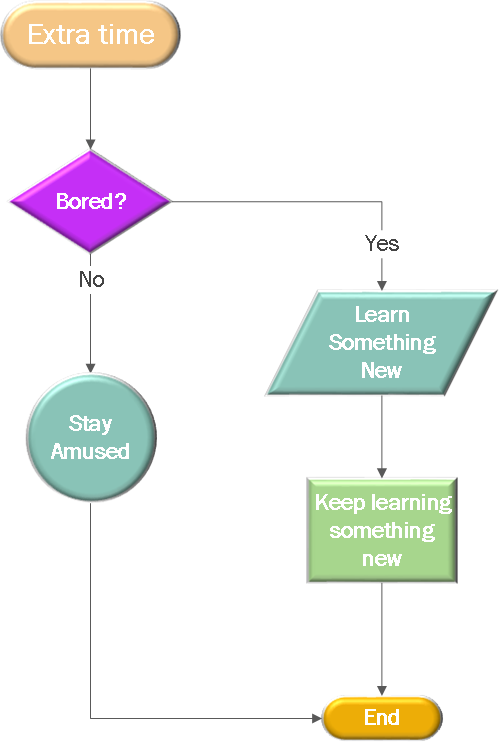 Extra time
Bored?
Yes
No
Learn
Something
New
Stay
Amused
Keep learning
something
new
End